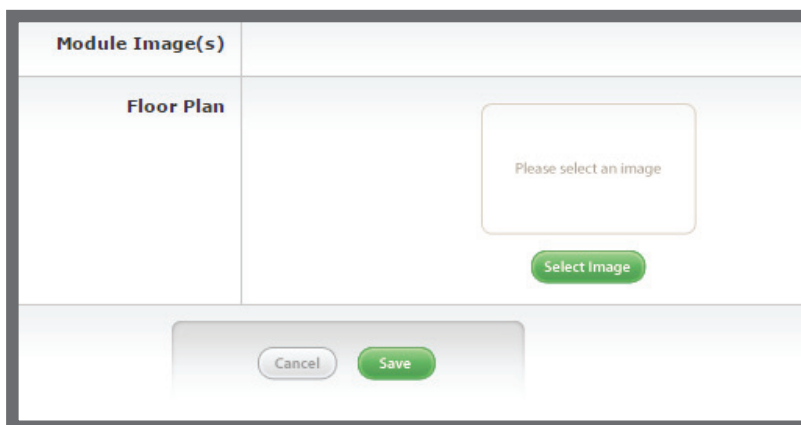 Module Image(s)
Floor Plan
Please select an image
Select Image
Cancel
Save